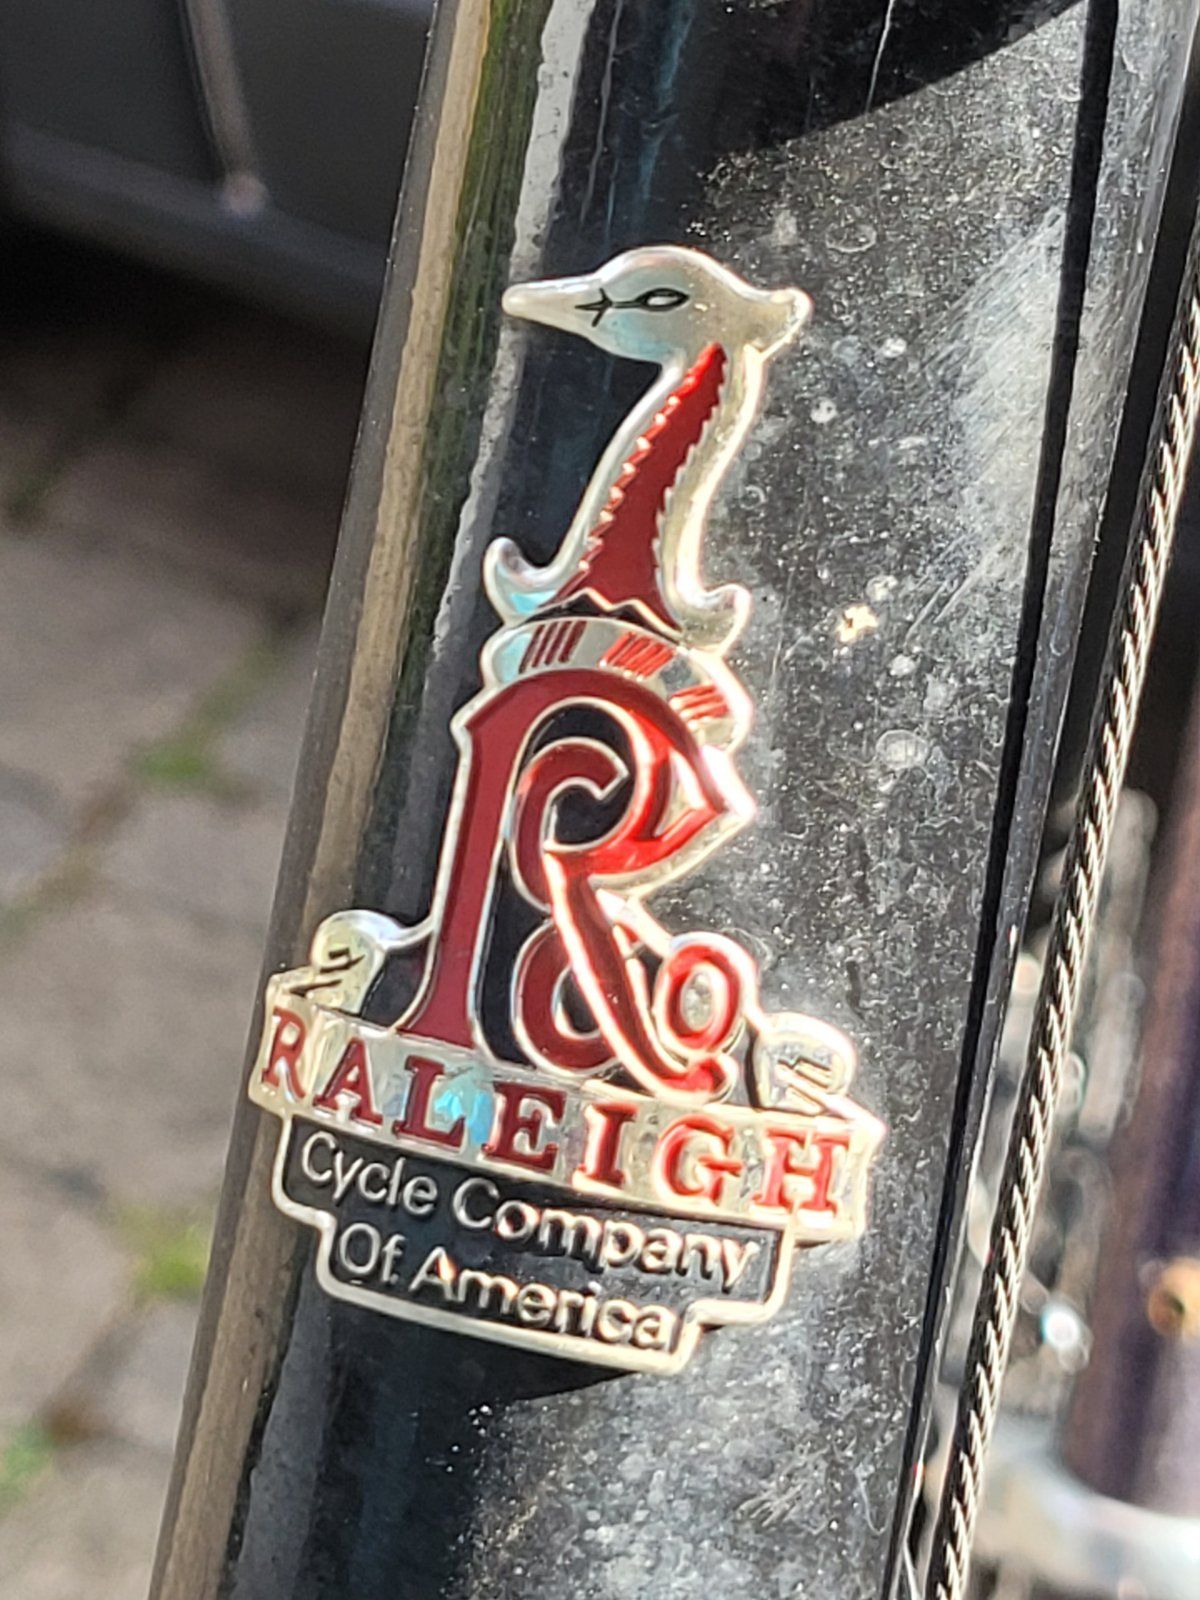 R
RALEIGH
Cycle Company
Of America